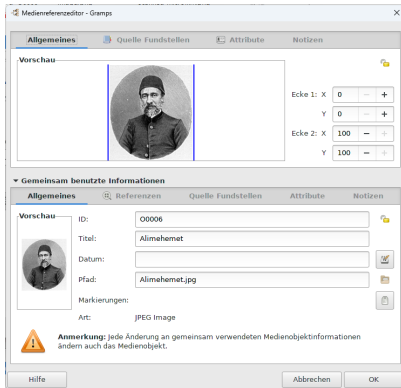 Medienreferenzeditor - Gramps
Allgemeines Quelle Fundstellen Attribute Notizen
Vorschau
Ecke 1: X 0 − +
Y 0 − +
Ecke 2: X 100 − +
Y 100 − +
Gemeinsam benutzte Informationen
Allgemeines Referenzen Quelle Fundstellen Attribute Notizen
Vorschau
ID: O0006
Titel: Alimehemet
Datum:
Pfad: Alimehemet.jpg
Markierungen:
Art: JPEG Image
Anmerkung: Jede Änderung an gemeinsam verwendeten Medienobjektinformationen
ändern auch das Medienobjekt.
Hilfe Abbrechen OK